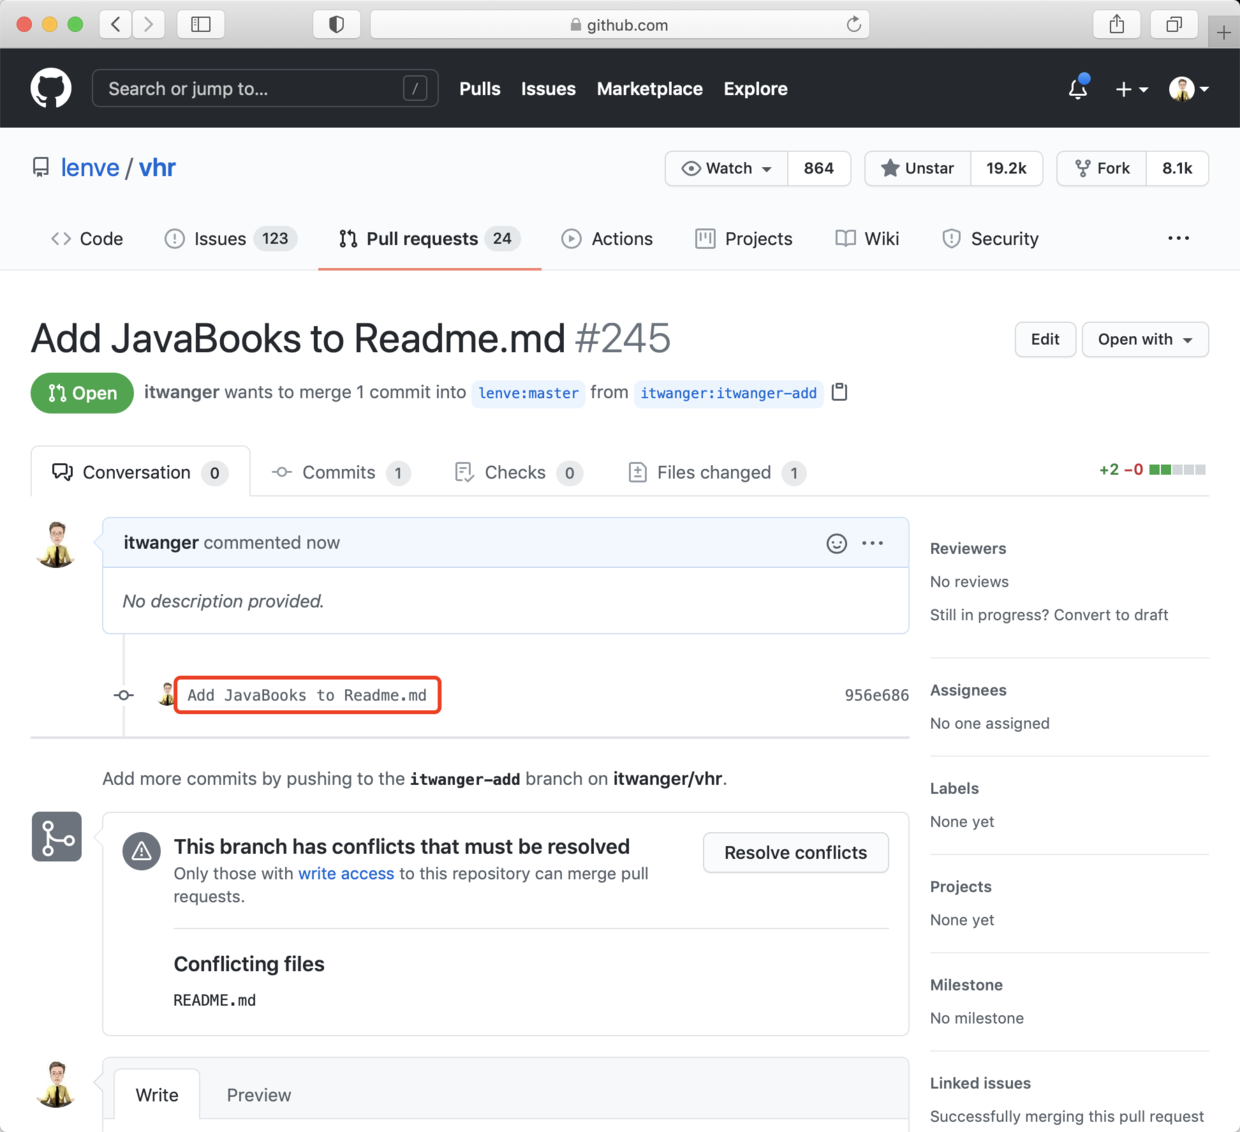 github.com
Search or jump to... /
Pulls Issues Marketplace Explore
lenve / vhr
Watch 864 Unstar 19.2k Fork 8.1k
Code Issues 123 Pull requests 24 Actions Projects Wiki Security ...
Add JavaBooks to Readme.md #245
Edit Open with
Open itwanger wants to merge 1 commit into lenve:master from itwanger:itwanger-add
Conversation 0 Commits 1 Checks 0 Files changed 1
+2 −0
itwanger commented now ...
No description provided.
Reviewers
No reviews
Still in progress? Convert to draft
Add JavaBooks to Readme.md 956e686
Assignees
No one assigned
Add more commits by pushing to the itwanger-add branch on itwanger/vhr.
Labels
None yet
This branch has conflicts that must be resolved
Only those with write access to this repository can merge pull
requests.
Resolve conflicts
Projects
None yet
Conflicting files
README.md
Milestone
No milestone
Write Preview
Linked issues
Successfully merging this pull request